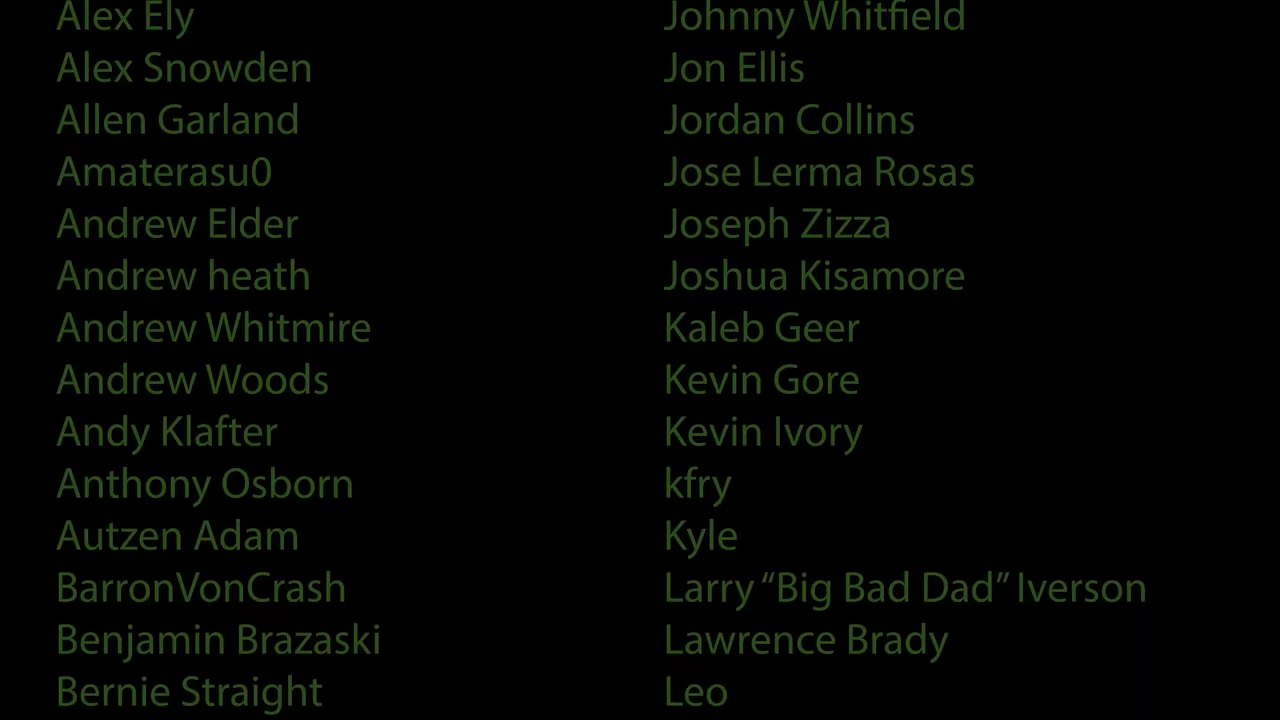 Alex Ely
Alex Snowden
Allen Garland
Amaterasu0
Andrew Elder
Andrew heath
Andrew Whitmire
Andrew Woods
Andy Klafter
Anthony Osborn
Autzen Adam
BarronVonCrash
Benjamin Brazaski
Bernie Straight
Johnny Whitfield
Jon Ellis
Jordan Collins
Jose Lerma Rosas
Joseph Zizza
Joshua Kisamore
Kaleb Geer
Kevin Gore
Kevin Ivory
kfry
Kyle
Larry “Big Bad Dad” Iverson
Lawrence Brady
Leo